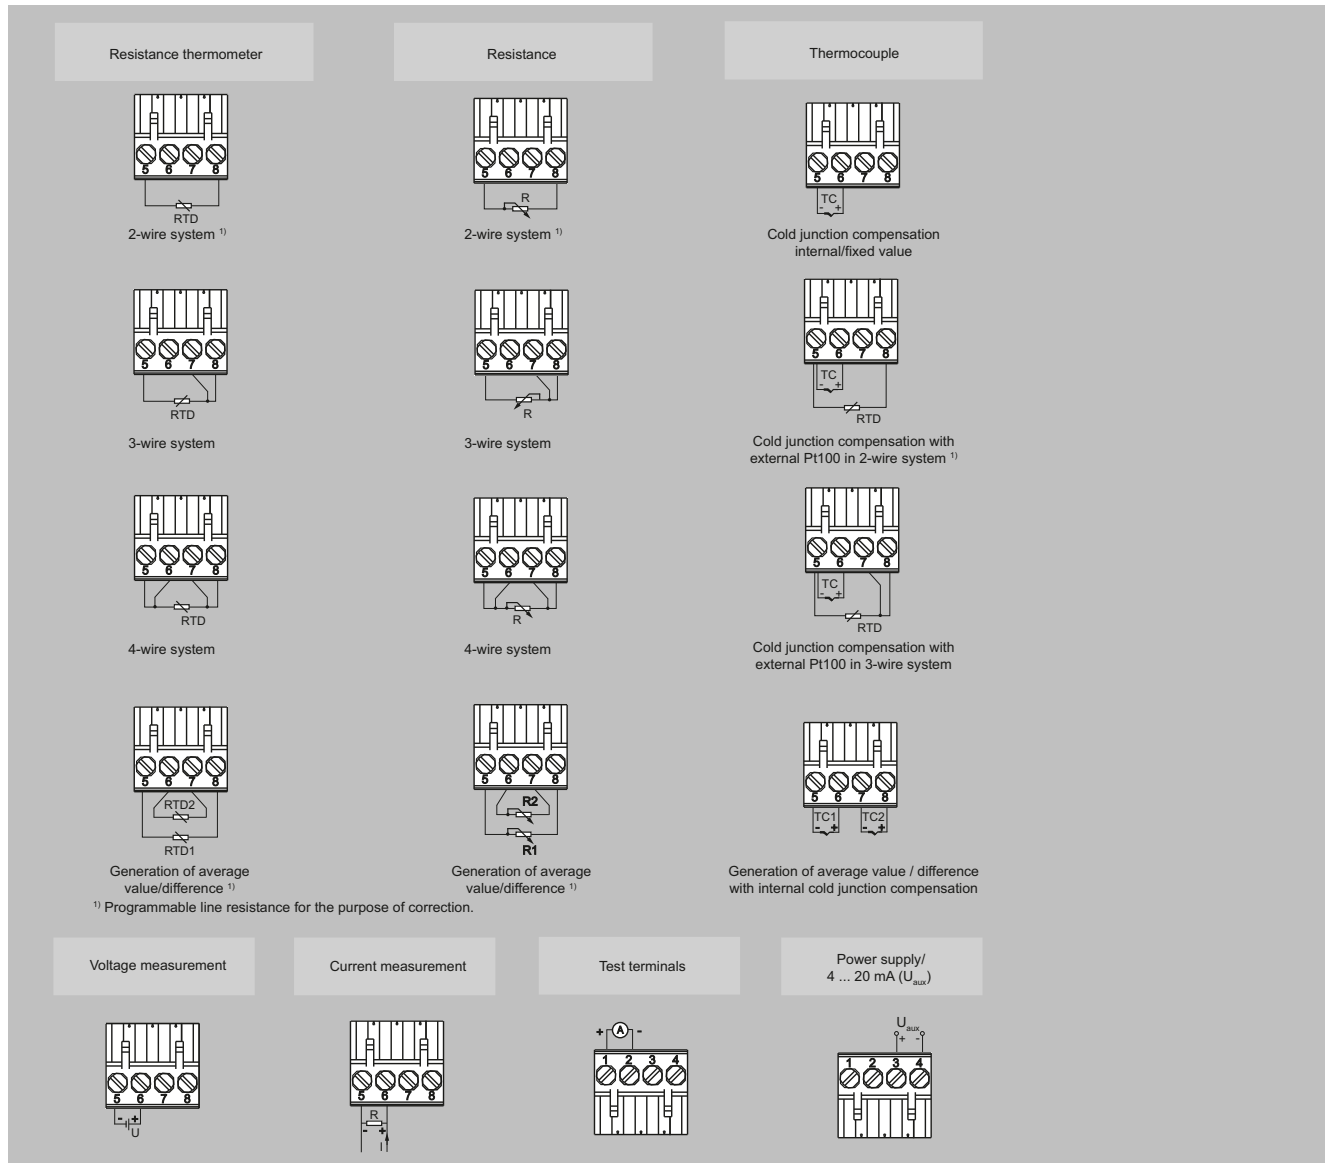 Resistance thermometer
Resistance
Thermocouple
5 6 7 8
RTD
2-wire system 1)
5 6 7 8
R
2-wire system 1)
5 6 7 8
TC
- +
Cold junction compensation
internal/fixed value
5 6 7 8
RTD
3-wire system
5 6 7 8
R
3-wire system
5 6 7 8
TC
- +
RTD
Cold junction compensation with
external Pt100 in 2-wire system 1)
5 6 7 8
RTD
4-wire system
5 6 7 8
R
4-wire system
5 6 7 8
TC
- +
RTD
Cold junction compensation with
external Pt100 in 3-wire system
5 6 7 8
RTD2
RTD1
Generation of average
value/difference 1)
5 6 7 8
R2
R1
Generation of average
value/difference 1)
5 6 7 8
TC1 TC2
- + - +
Generation of average value / difference
with internal cold junction compensation
1) Programmable line resistance for the purpose of correction.
Voltage measurement
Current measurement
Test terminals
Power supply/
4 ... 20 mA (Uaux)
5 6 7 8
- +
U
5 6 7 8
R
- +
I
+ A -
1 2 3 4
Uaux
+ -
1 2 3 4